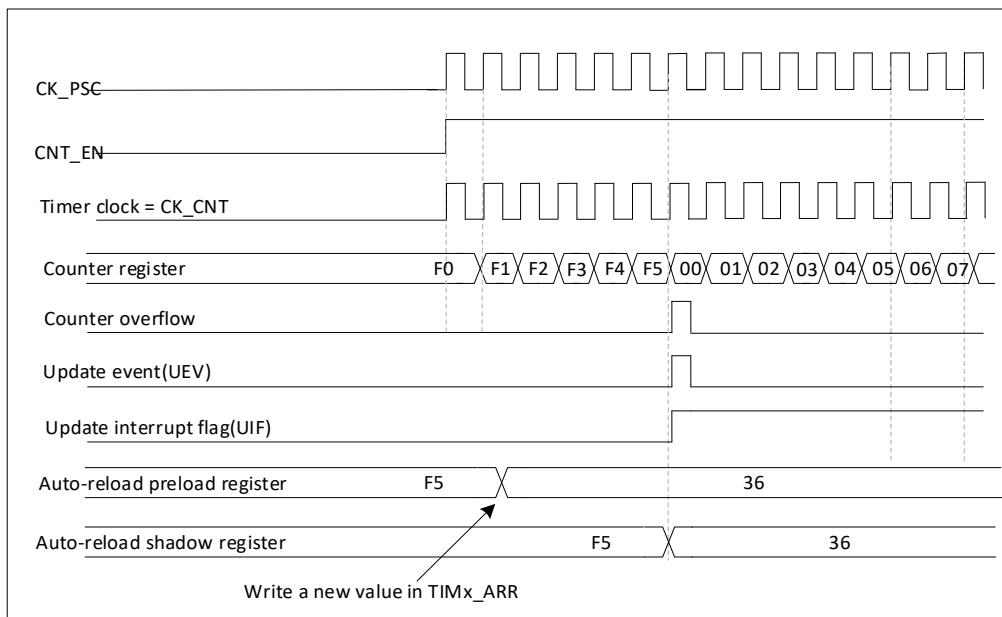 CK_PSC
CNT_EN
Timer clock = CK_CNT
Counter register F0 F1 F2 F3 F4 F5 00 01 02 03 04 05 06 07
Counter overflow
Update event(UEV)
Update interrupt flag(UIF)
Auto-reload preload register F5 36
Auto-reload shadow register F5 36
Write a new value in TIMx_ARR